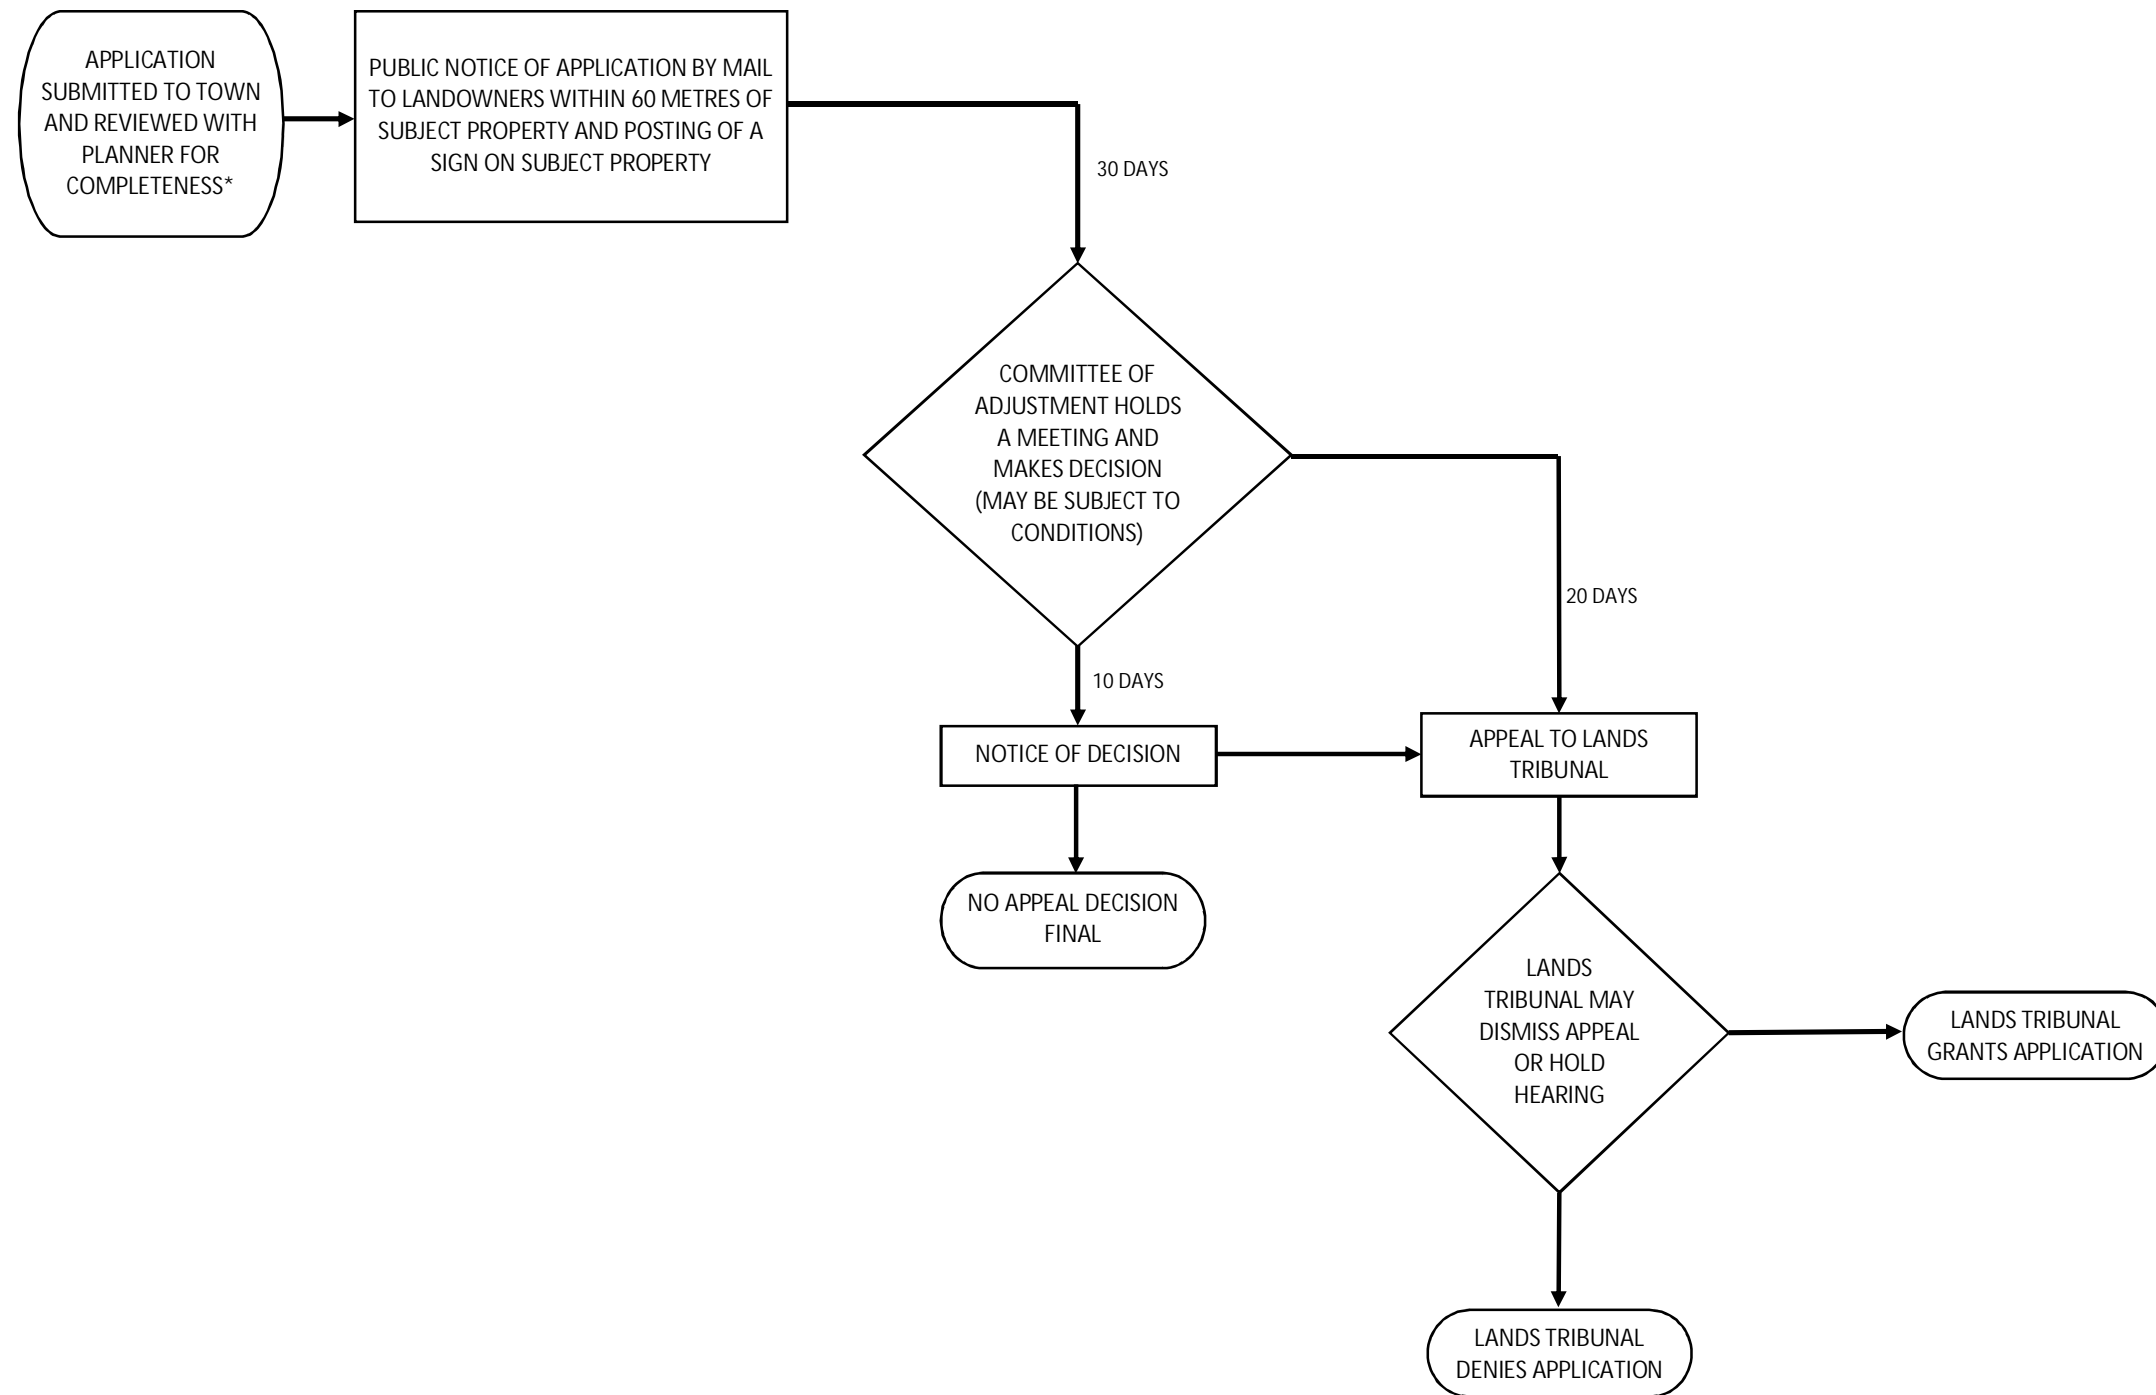 APPLICATION
SUBMITTED TO TOWN
AND REVIEWED WITH
PLANNER FOR
COMPLETENESS*
PUBLIC NOTICE OF APPLICATION BY MAIL
TO LANDOWNERS WITHIN 60 METRES OF
SUBJECT PROPERTY AND POSTING OF A
SIGN ON SUBJECT PROPERTY
30 DAYS
COMMITTEE OF
ADJUSTMENT HOLDS
A MEETING AND
MAKES DECISION
(MAY BE SUBJECT TO
CONDITIONS)
20 DAYS
10 DAYS
NOTICE OF DECISION
APPEAL TO LANDS
TRIBUNAL
NO APPEAL DECISION
FINAL
LANDS
TRIBUNAL MAY
DISMISS APPEAL
OR HOLD
HEARING
LANDS TRIBUNAL
GRANTS APPLICATION
LANDS TRIBUNAL
DENIES APPLICATION